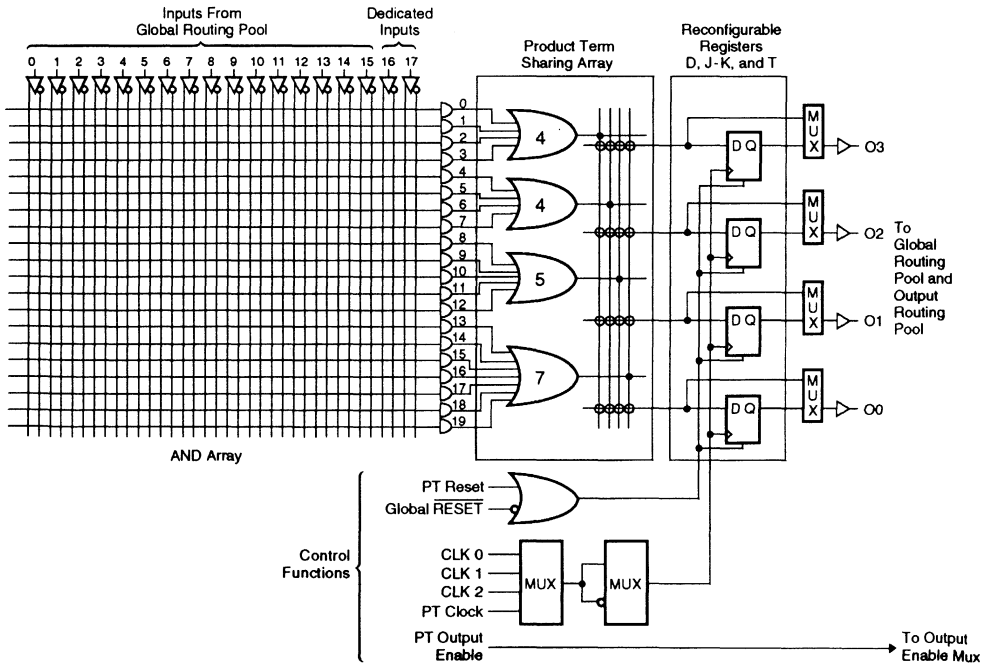 Inputs From
Global Routing Pool
Dedicated
Inputs
Product Term
Sharing Array
Reconfigurable
Registers
D, J-K, and T
0 1 2 3 4 5 6 7 8 9 10 11 12 13 14 15 16 17
0
1
2
3
4
5
6
7
8
9
10
11
12
13
14
15
16
17
18
19
4
4
5
7
D Q
D Q
D Q
D Q
MUX
MUX
MUX
MUX
O3
O2
O1
O0
To
Global
Routing
Pool and
Output
Routing
Pool
AND Array
Control
Functions
PT Reset
Global RESET
CLK 0
CLK 1
CLK 2
PT Clock
MUX
MUX
PT Output
Enable
To Output
Enable Mux